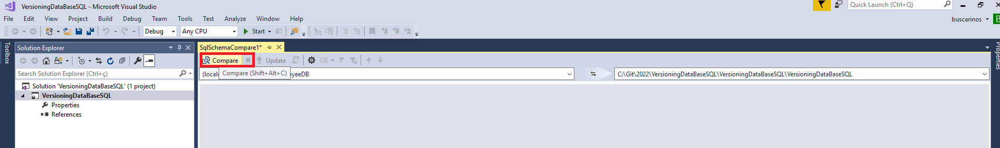 VersioningDataBaseSQL - Microsoft Visual Studio
Quick Launch (Ctrl+Q)
File Edit View Project Build Debug Team Tools Test Analyze Window Help
buscarinos
Debug Any CPU Start
Toolbox
Solution Explorer
SqlSchemaCompare1*
Properties
Compare Update
Search Solution Explorer (Ctrl+ç)
(local Compare (Shift+Alt+C) oyeeDB
C:\Git\2022\VersioningDataBaseSQL\VersioningDataBaseSQL\VersioningDataBaseSQL
Solution 'VersioningDataBaseSQL' (1 project)
VersioningDataBaseSQL
Properties
References